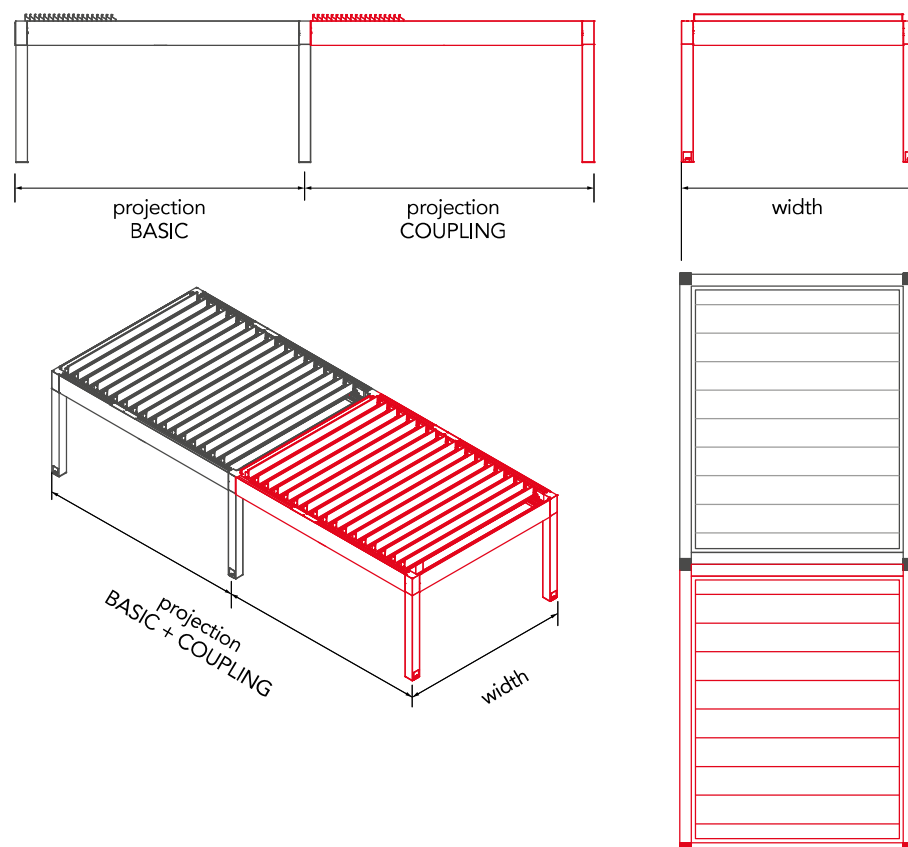 projection
BASIC
projection
COUPLING
width
projection
BASIC + COUPLING
width